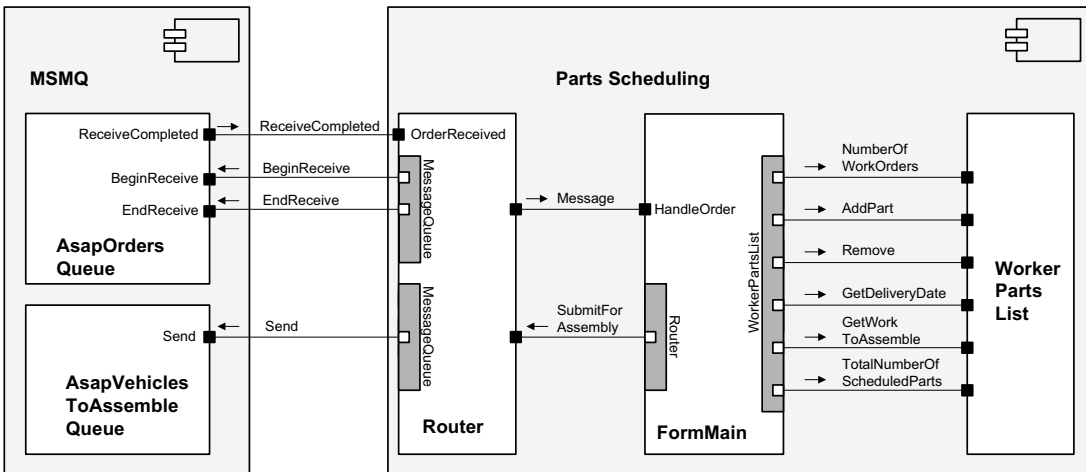 MSMQ
Parts Scheduling
ReceiveCompleted
ReceiveCompleted
OrderReceived
BeginReceive
BeginReceive
EndReceive
EndReceive
MessageQueue
AsapOrders
Queue
Send
Send
MessageQueue
AsapVehicles
ToAssemble
Queue
Router
Message
HandleOrder
SubmitFor
Assembly
Router
FormMain
WorkerPartsList
NumberOf
WorkOrders
AddPart
Remove
GetDeliveryDate
GetWork
ToAssemble
TotalNumberOf
ScheduledParts
Worker
Parts
List